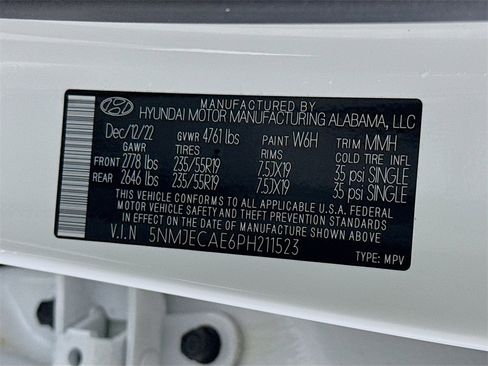 MANUFACTURED BY
HYUNDAI MOTOR MANUFACTURING ALABAMA, LLC
Dec/12/22 GVWR 4761 lbs PAINT W6H TRIM MMH
GAWR TIRES RIMS COLD TIRE INFL
FRONT 2778 lbs 235/55R19 7.5JX19 35 psi SINGLE
REAR 2646 lbs 235/55R19 7.5JX19 35 psi SINGLE
THIS VEHICLE CONFORMS TO ALL APPLICABLE U.S.A. FEDERAL
MOTOR VEHICLE SAFETY AND THEFT PREVENTION STANDARDS IN
EFFECT ON THE DATE OF MANUFACTURE SHOWN ABOVE.
V.I.N 5NMJECAE6PH211523
TYPE: MPV